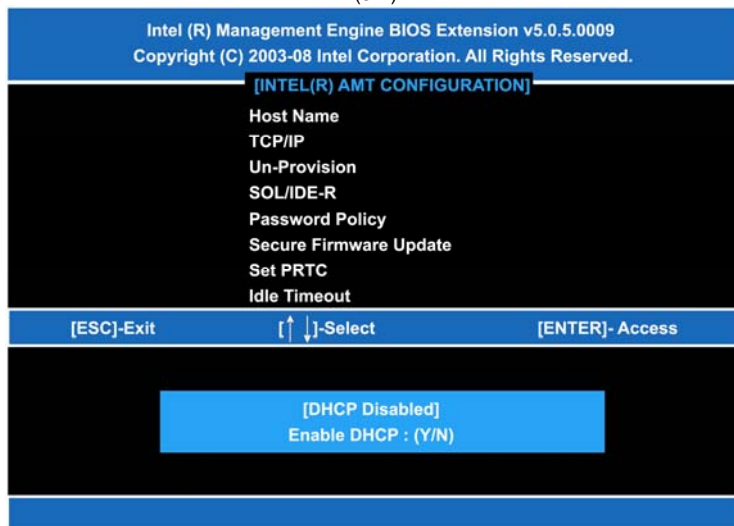 Intel (R) Management Engine BIOS Extension v5.0.5.0009
Copyright (C) 2003-08 Intel Corporation. All Rights Reserved.
[INTEL(R) AMT CONFIGURATION]
Host Name
TCP/IP
Un-Provision
SOL/IDE-R
Password Policy
Secure Firmware Update
Set PRTC
Idle Timeout
[ESC]-Exit [↑ ↓]-Select [ENTER]- Access
[DHCP Disabled]
Enable DHCP : (Y/N)